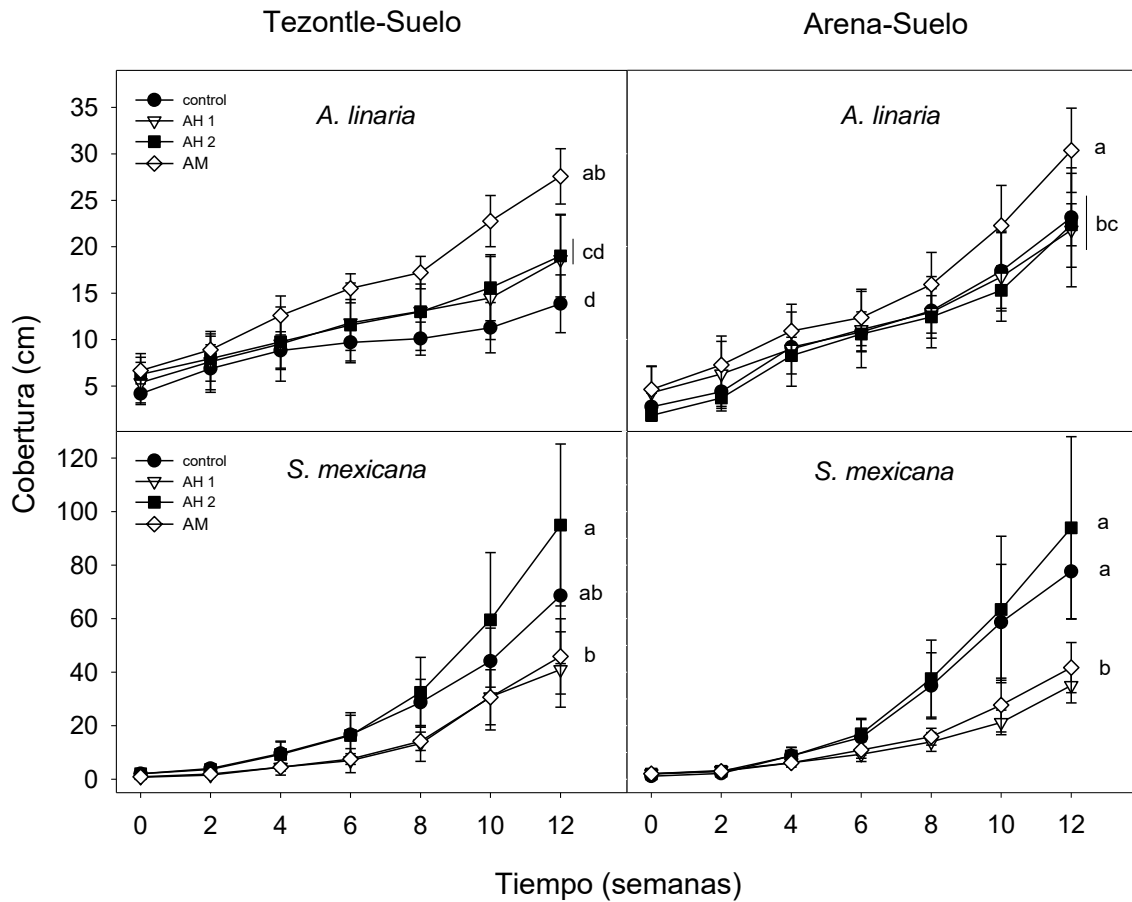 Tezontle-Suelo
Arena-Suelo
Cobertura (cm)
35
30
25
20
15
10
5
control
AH 1
AH 2
AM
A. linaria
ab
cd
d
A. linaria
a
bc
120
100
80
60
40
20
0
control
AH 1
AH 2
AM
S. mexicana
a
ab
b
S. mexicana
a
a
b
0 2 4 6 8 10 12
0 2 4 6 8 10 12
Tiempo (semanas)